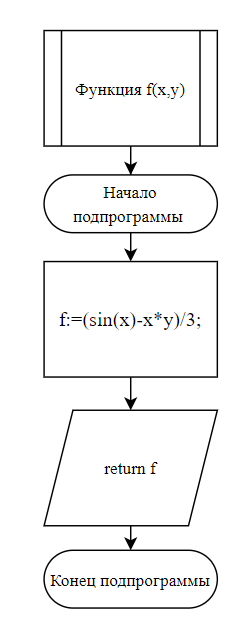 Функция f(x,y)
Начало
подпрограммы
f:=(sin(x)-x*y)/3;
return f
Конец подпрограммы